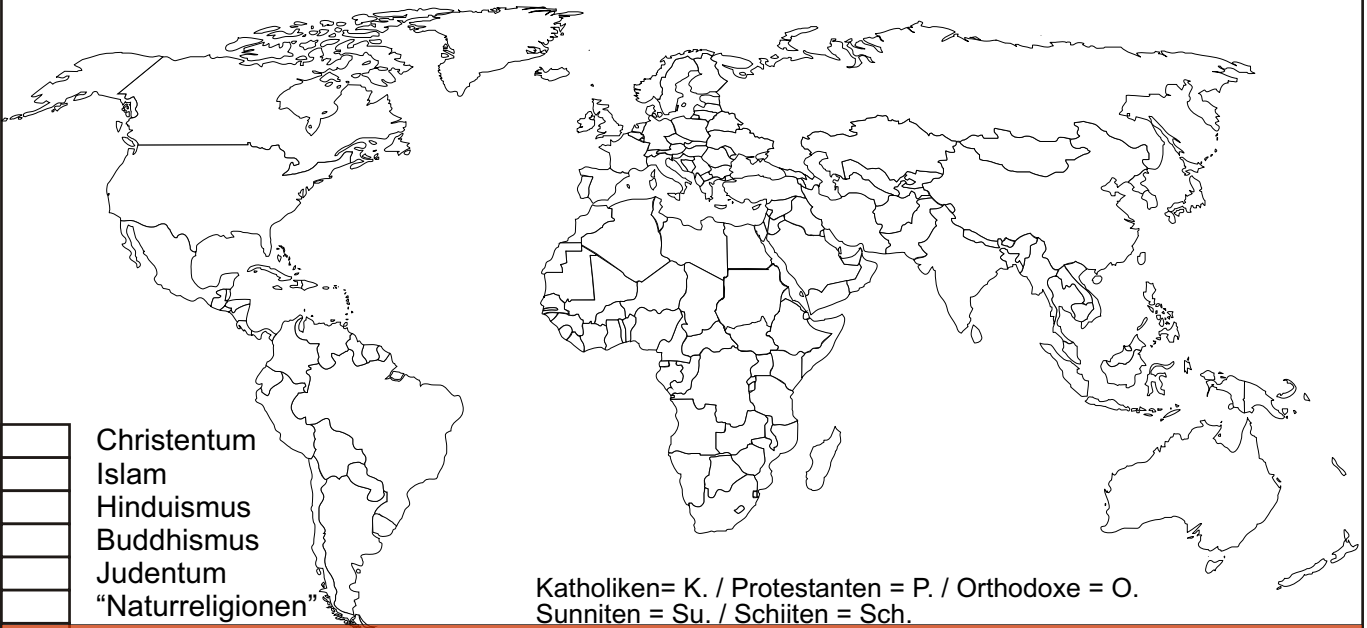 Christentum
Islam
Hinduismus
Buddhismus
Judentum
“Naturreligionen”
Katholiken= K. / Protestanten = P. / Orthodoxe = O.
Sunniten = Su. / Schiiten = Sch.